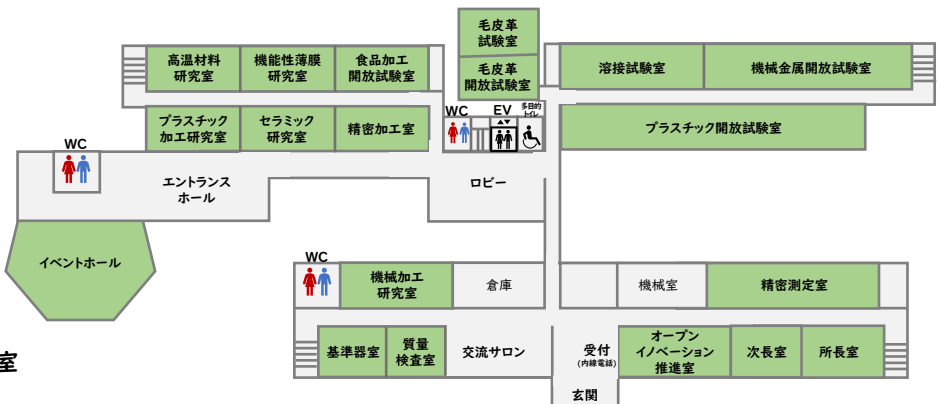 毛皮革
試験室
高温材料
研究室
機能性薄膜
研究室
食品加工
開放試験室
毛皮革
開放試験室
溶接試験室
機械金属開放試験室
WC
EV
多目的
トイレ
プラスチック
加工研究室
セラミック
研究室
精密加工室
プラスチック開放試験室
WC
エントランス
ホール
ロビー
イベントホール
WC
機械加工
研究室
倉庫
機械室
精密測定室
室
基準器室
質量
検査室
交流サロン
受付
(内線電話)
オープン
イノベーション
推進室
次長室
所長室
玄関